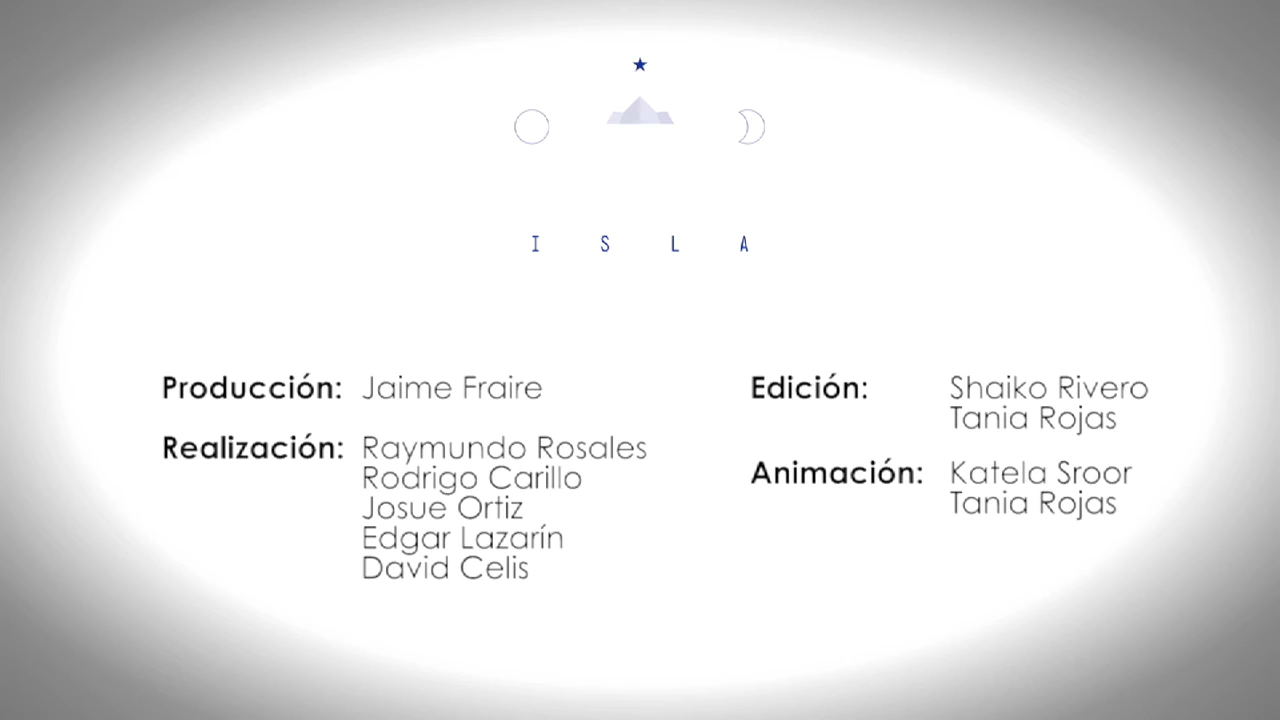 I S L A
Producción: Jaime Fraire
Realización: Raymundo Rosales
Rodrigo Carillo
Josue Ortiz
Edgar Lazarín
David Celis
Edición: Shaiko Rivero
Tania Rojas
Animación: Katela Sroor
Tania Rojas